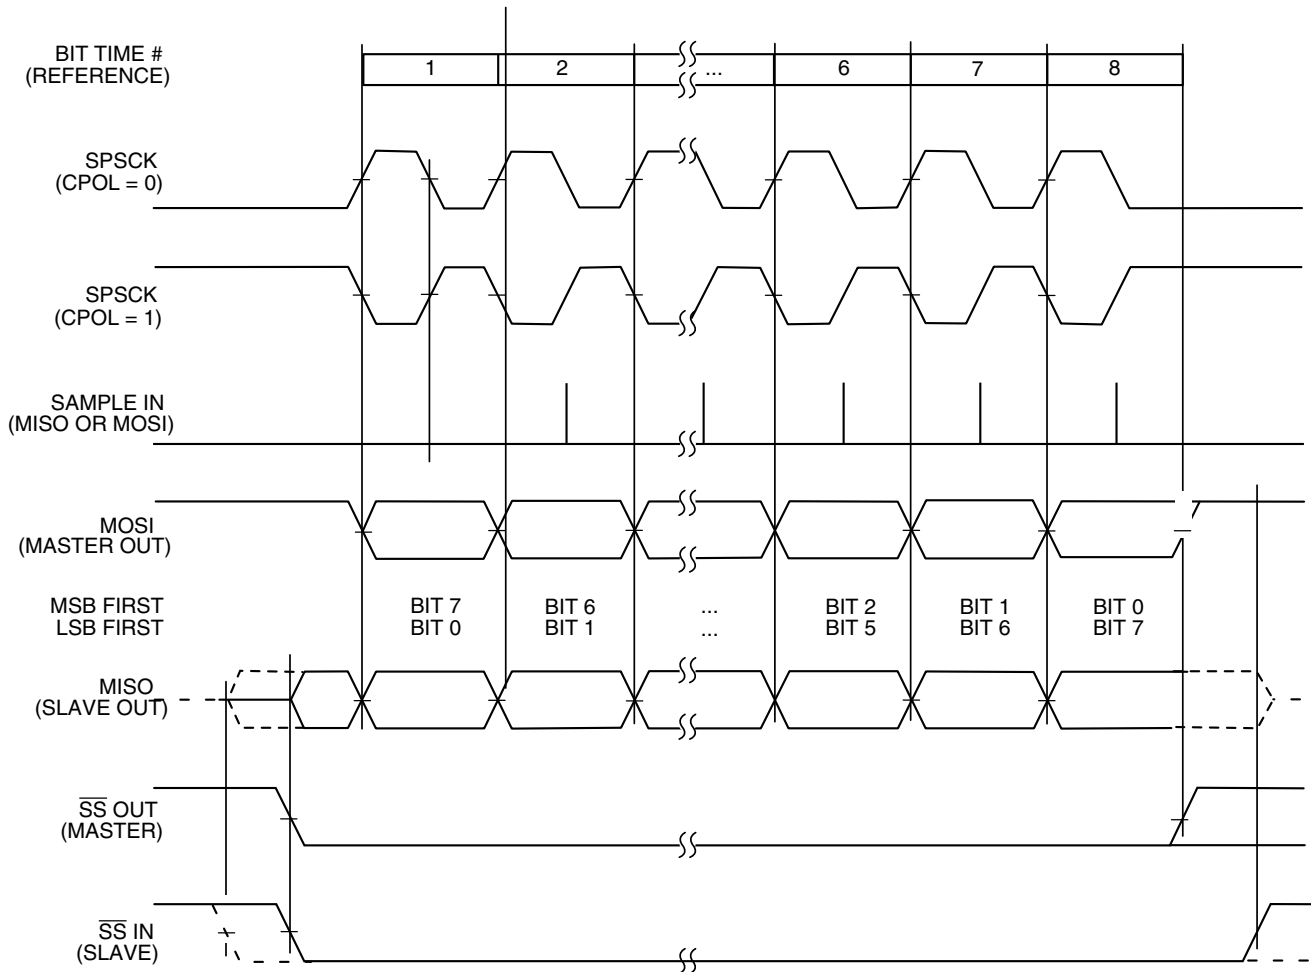 BIT TIME #
(REFERENCE)
1 2 ... 6 7 8
SPSCK
(CPOL = 0)
SPSCK
(CPOL = 1)
SAMPLE IN
(MISO OR MOSI)
MOSI
(MASTER OUT)
MSB FIRST BIT 7 BIT 6 ... BIT 2 BIT 1 BIT 0
LSB FIRST BIT 0 BIT 1 ... BIT 5 BIT 6 BIT 7
MISO
(SLAVE OUT)
S̅S̅ OUT
(MASTER)
S̅S̅ IN
(SLAVE)